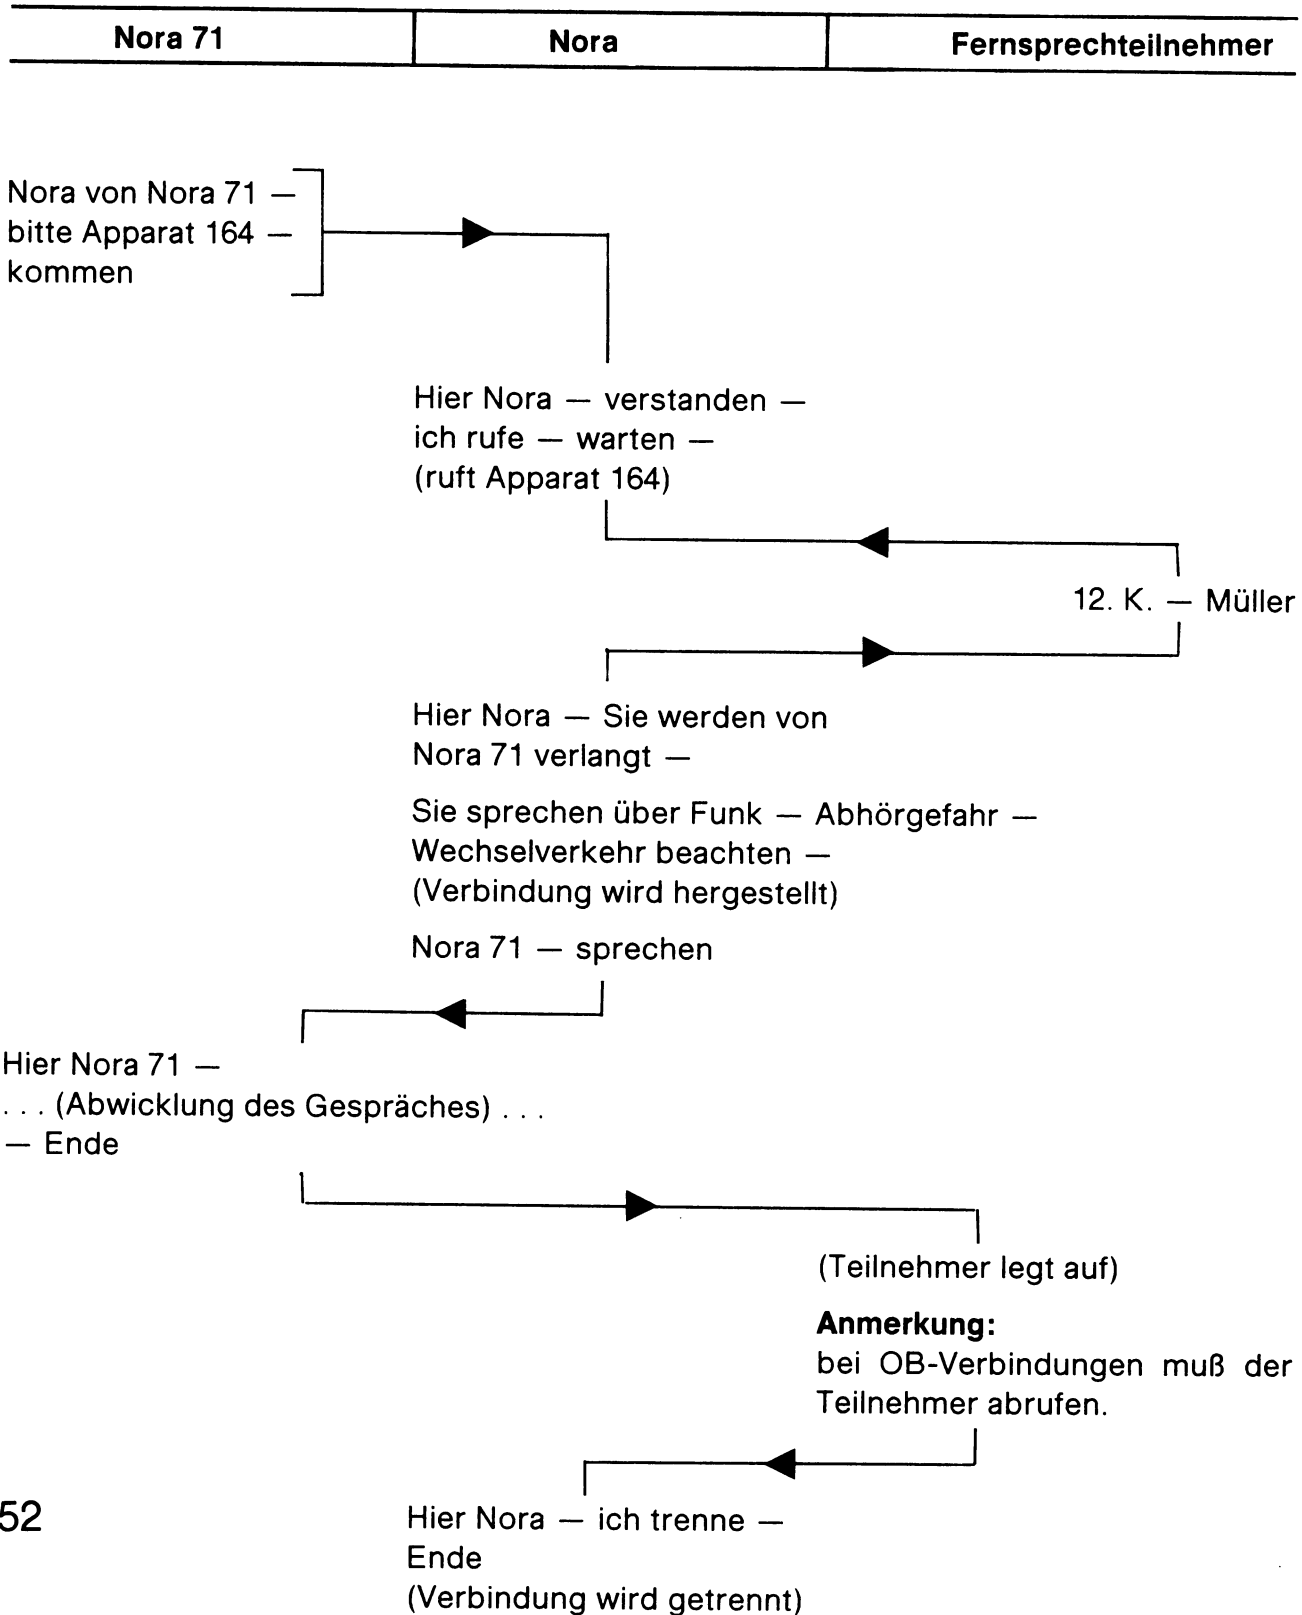 Nora 71 Nora Fernsprechteilnehmer
Nora von Nora 71 —
bitte Apparat 164 —
kommen
Hier Nora — verstanden —
ich rufe — warten —
(ruft Apparat 164)
12. K. — Müller
Hier Nora — Sie werden von
Nora 71 verlangt —
Sie sprechen über Funk — Abhörgefahr —
Wechselverkehr beachten —
(Verbindung wird hergestellt)
Nora 71 — sprechen
Hier Nora 71 —
. . . (Abwicklung des Gespräches) . . .
— Ende
(Teilnehmer legt auf)
Anmerkung:
bei OB-Verbindungen muß der
Teilnehmer abrufen.
Hier Nora — ich trenne —
Ende
(Verbindung wird getrennt)
52